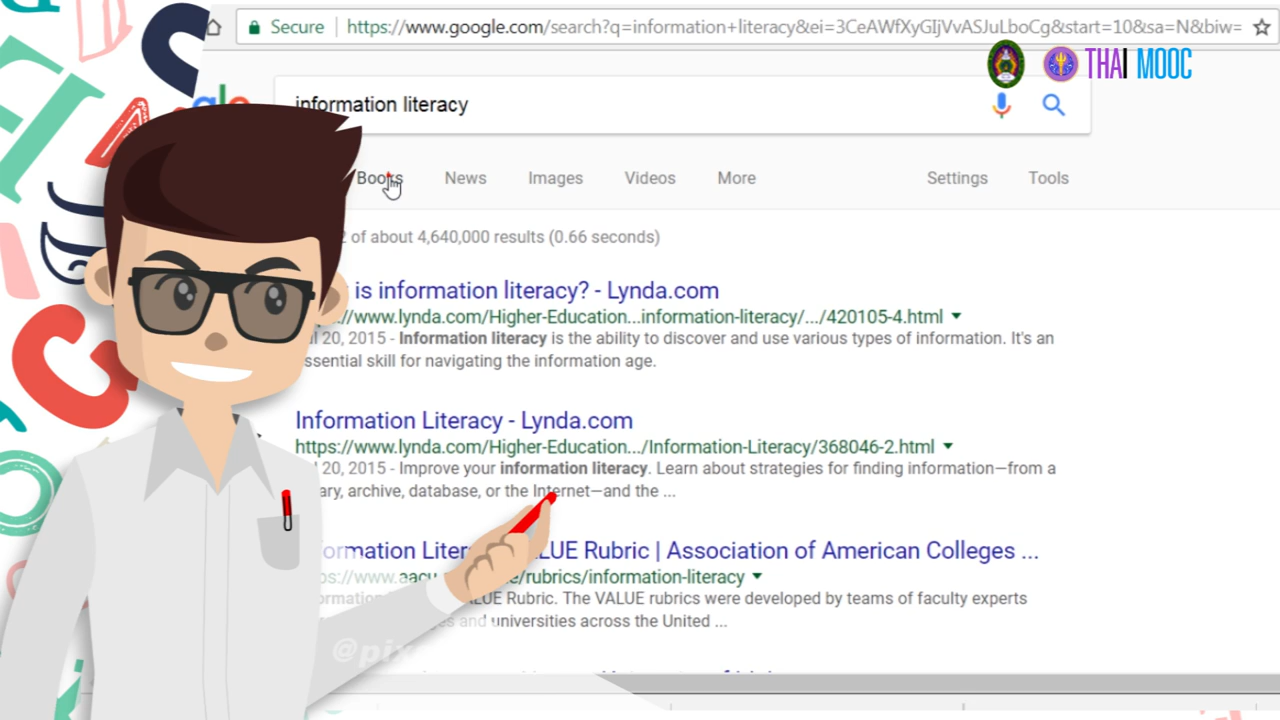 Secure https://www.google.com/search?q=information+literacy&ei=3CeAWfXyGIjVvASJuLboCg&start=10&sa=N&biw=
THAI MOOC
information literacy
Books News Images Videos More Settings Tools
of about 4,640,000 results (0.66 seconds)
is information literacy? - Lynda.com
www.lynda.com/Higher-Education...information-literacy/.../420105-4.html
20, 2015 - Information literacy is the ability to discover and use various types of information. It's an
essential skill for navigating the information age.
Information Literacy - Lynda.com
https://www.lynda.com/Higher-Education.../Information-Literacy/368046-2.html
20, 2015 - Improve your information literacy. Learn about strategies for finding information—from a
archive, database, or the Internet—and the ...
Rubric | Association of American Colleges ...
/rubrics/information-literacy
Rubric. The VALUE rubrics were developed by teams of faculty experts
and universities across the United ...